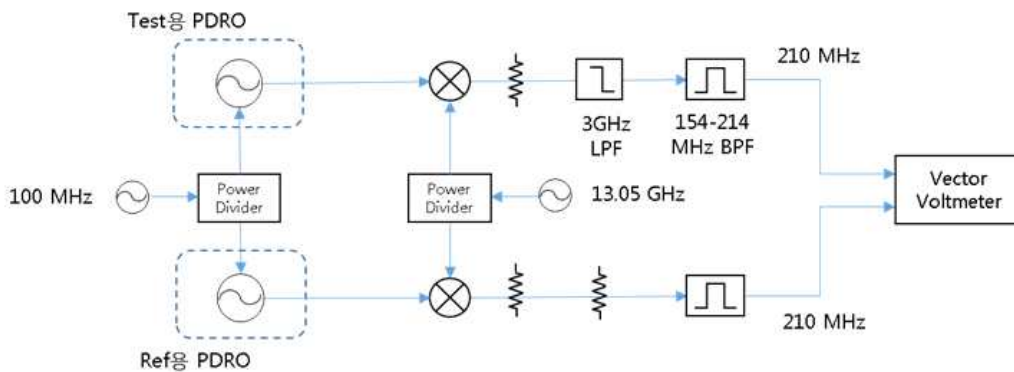 Test용 PDRO
210 MHz
3GHz
LPF
154-214
MHz BPF
100 MHz
Power
Divider
Power
Divider
13.05 GHz
Vector
Voltmeter
210 MHz
Ref용 PDRO